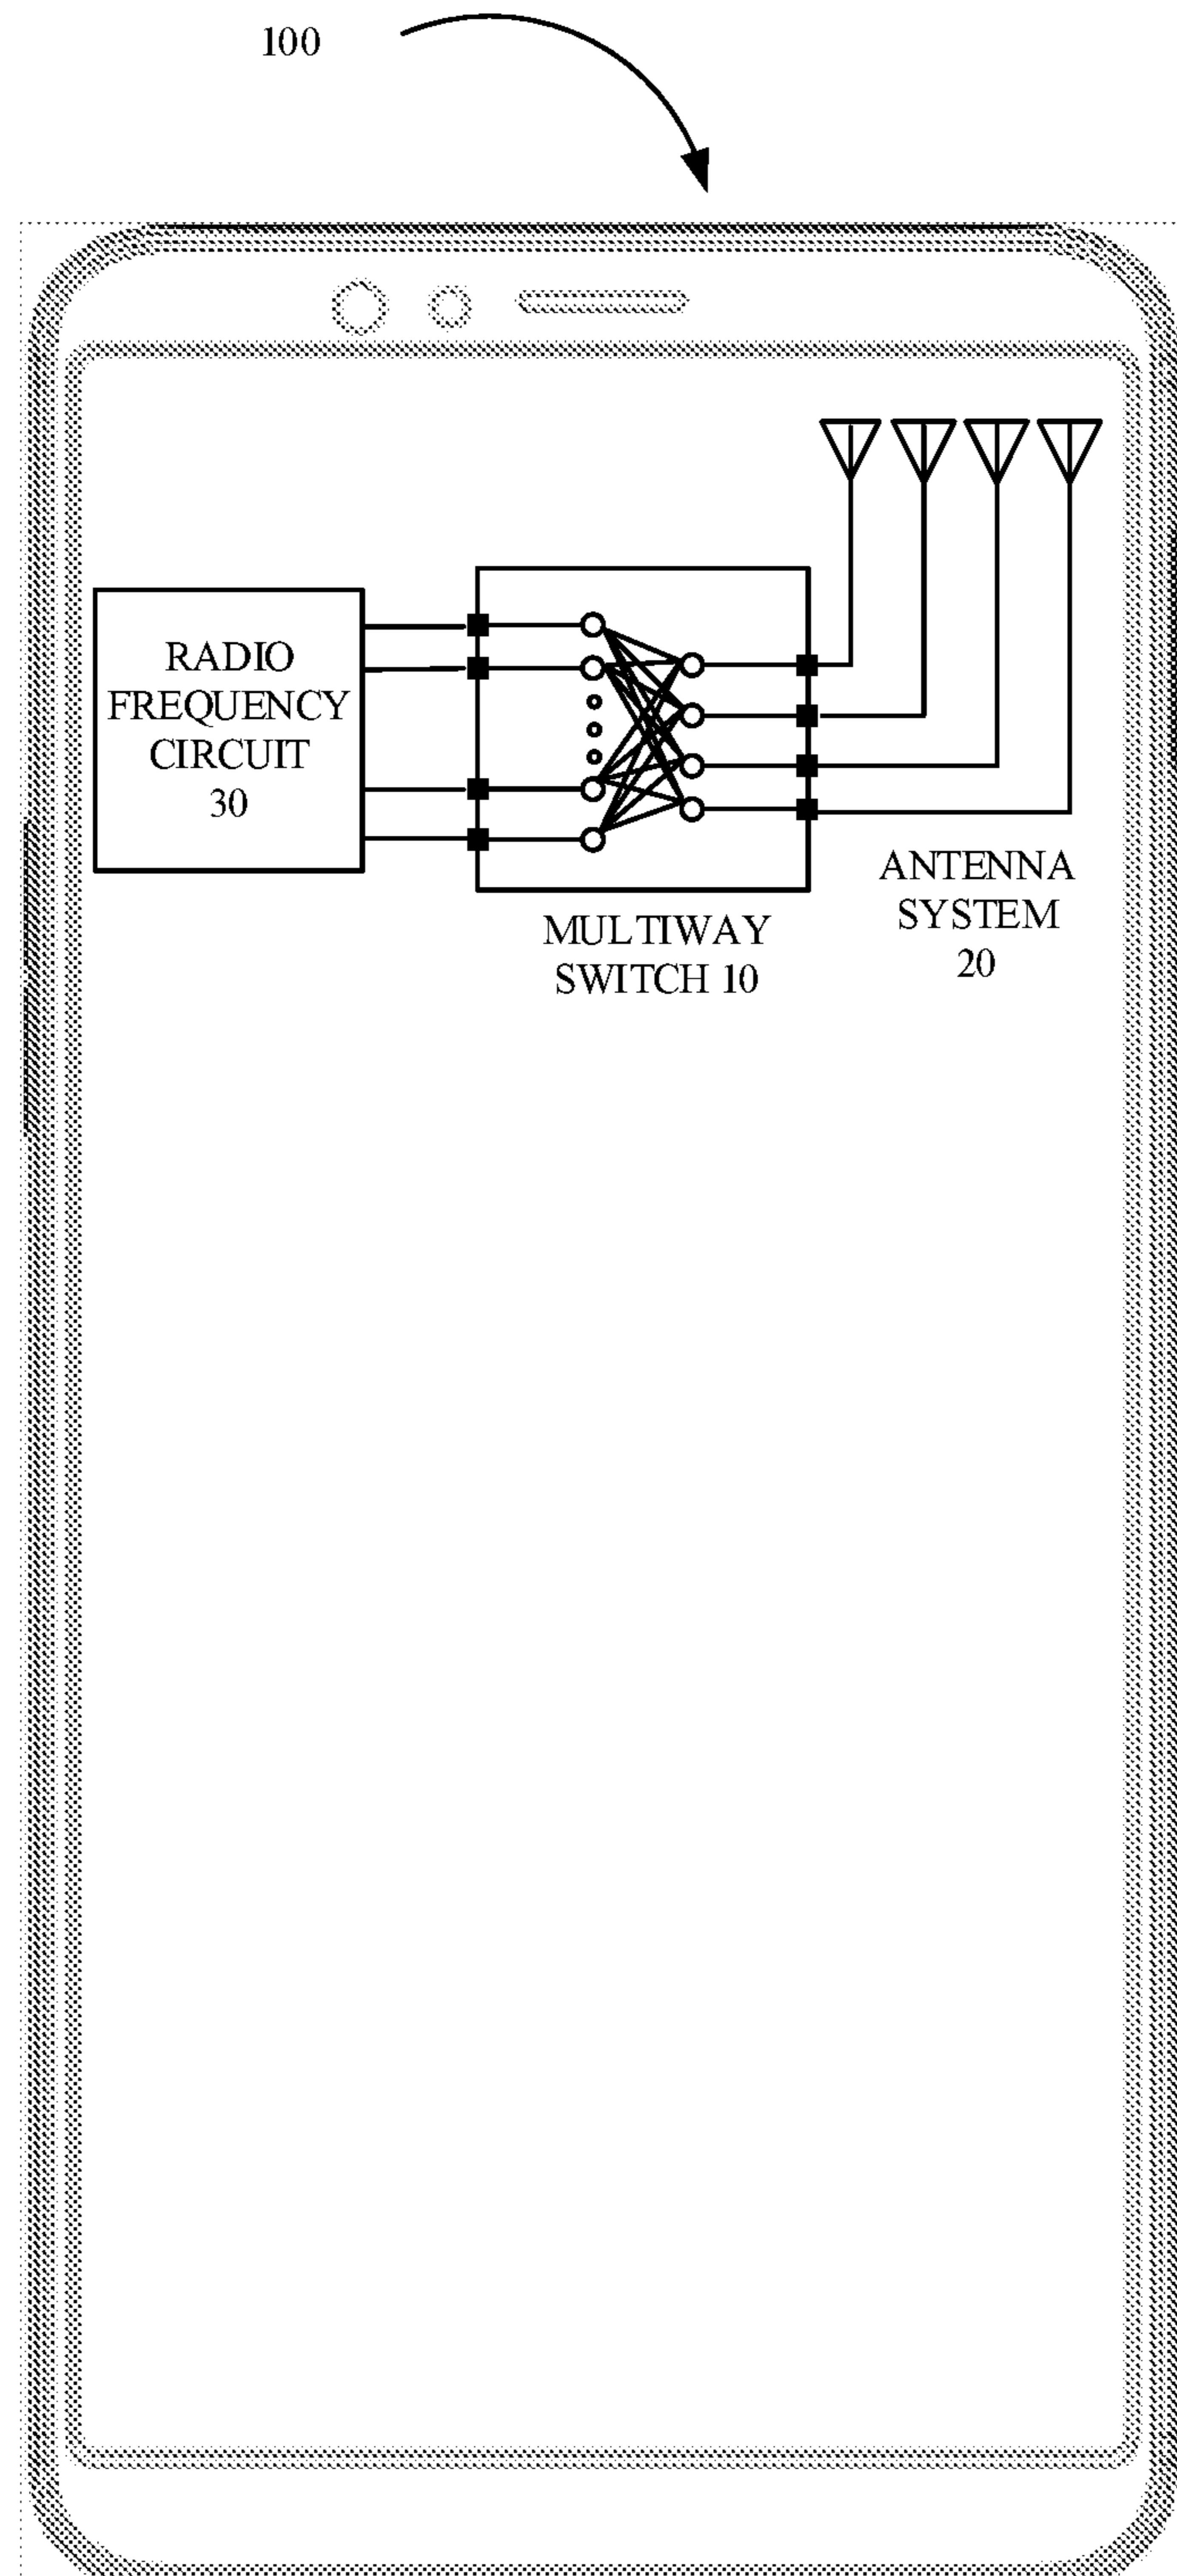 100
RADIO
FREQUENCY
CIRCUIT
30
MULTIWAY
SWITCH 10
ANTENNA
SYSTEM
20